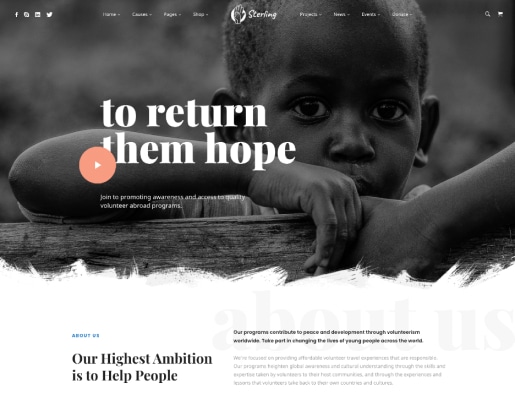 Home Causes Pages Shop Sterling Projects News Events Donate
to return
them hope
Join to promoting awareness and access to quality
volunteer abroad programs.
about us
ABOUT US
Our Highest Ambition
is to Help People
Our programs contribute to peace and development through volunteerism
worldwide. Take part in changing the lives of young people across the world.
We're focused on providing affordable volunteer travel experiences that are responsible.
Our programs heighten global awareness and cultural understanding through the skills and
expertise taken by volunteers to their host communities, and through the experiences and
lessons that volunteers take back to their own countries and cultures.